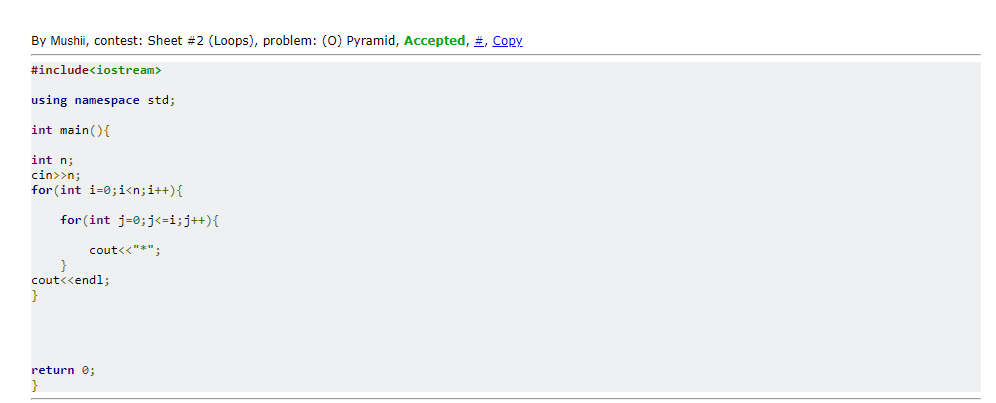 By Mushii, contest: Sheet #2 (Loops), problem: (O) Pyramid, Accepted, #, Copy
#include<iostream>
using namespace std;
int main(){
int n;
cin>>n;
for(int i=0;i<n;i++){
for(int j=0;j<=i;j++){
cout<<"*";
}
cout<<endl;
}
return 0;
}